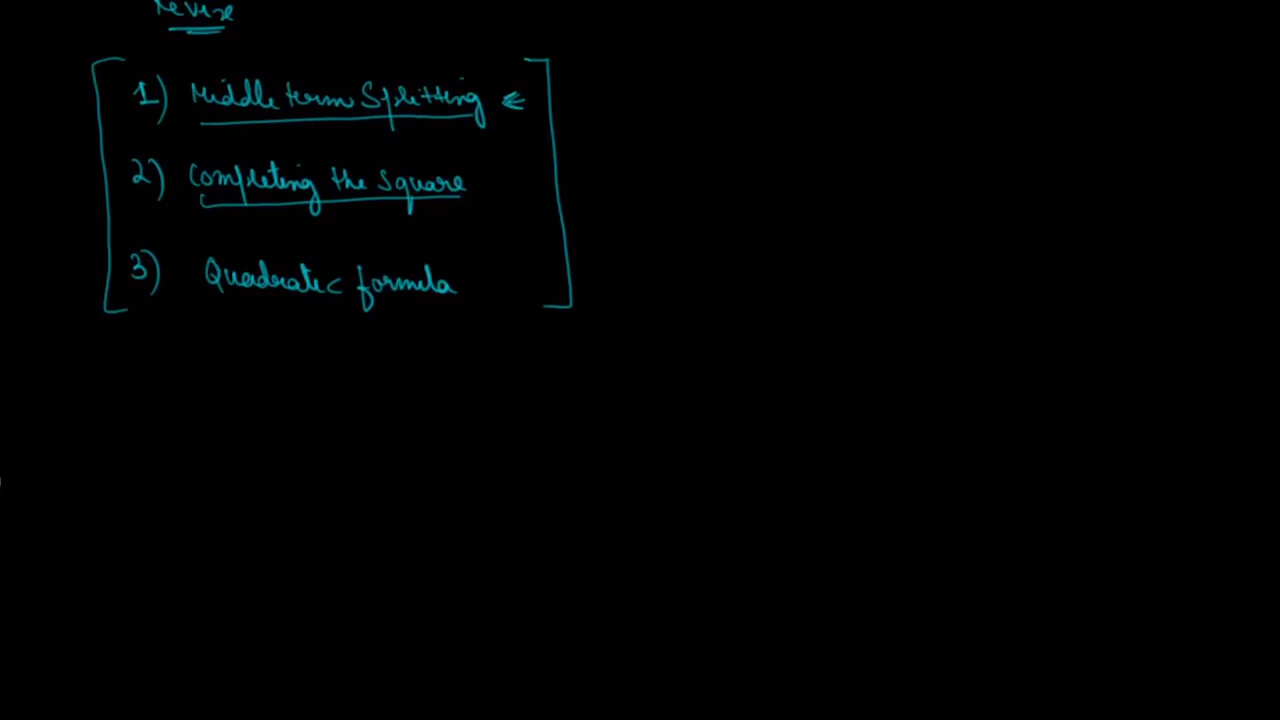 revise
1) Middle term Splitting
2) Completing the square
3) Quadratic formula